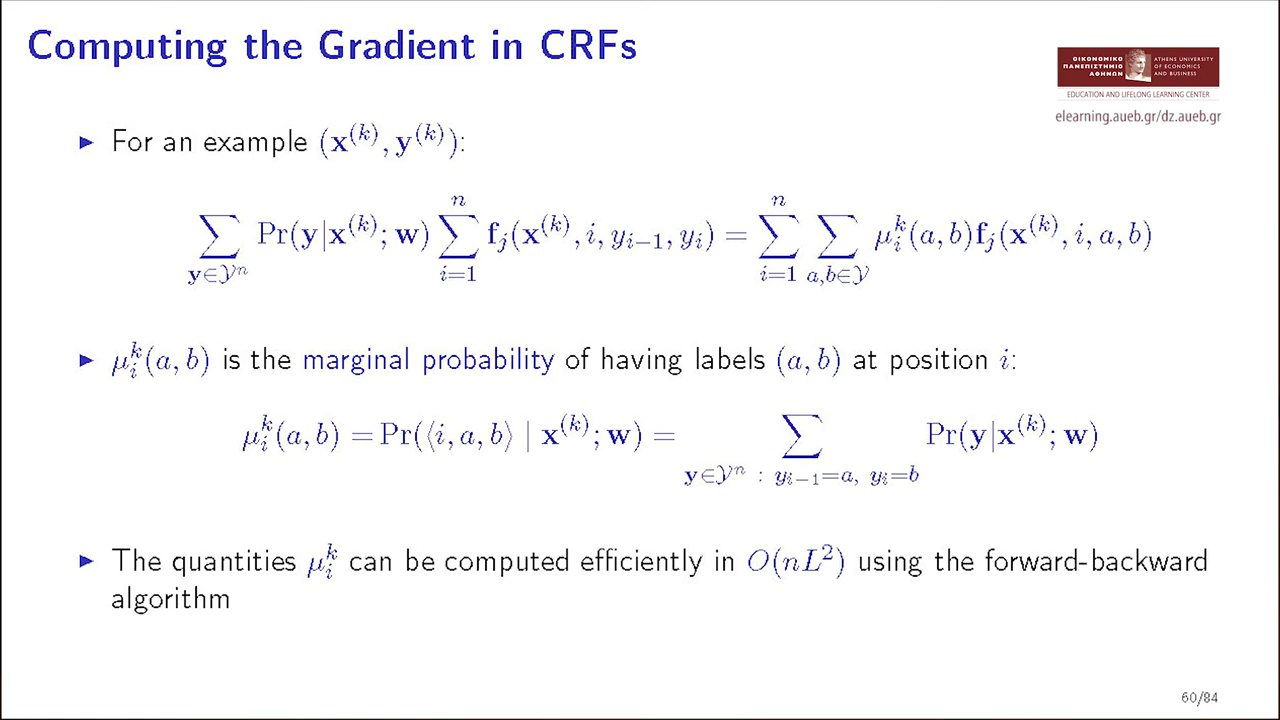 Computing the Gradient in CRFs
ΟΙΚΟΝΟΜΙΚΟ ΠΑΝΕΠΙΣΤΗΜΙΟ ΑΘΗΝΩΝ
ATHENS UNIVERSITY OF ECONOMICS AND BUSINESS
EDUCATION AND LIFELONG LEARNING CENTER
elearning.aueb.gr/dz.aueb.gr
▶ For an example (x^(k), y^(k)):
∑_{y∈𝒴^n} Pr(y|x^(k); w) ∑_{i=1}^{n} f_j(x^(k), i, y_{i−1}, y_i) = ∑_{i=1}^{n} ∑_{a,b∈𝒴} μ_i^k(a, b)f_j(x^(k), i, a, b)
▶ μ_i^k(a, b) is the marginal probability of having labels (a, b) at position i:
μ_i^k(a, b) = Pr(⟨i, a, b⟩ | x^(k); w) = ∑_{y∈𝒴^n : y_{i−1}=a, y_i=b} Pr(y|x^(k); w)
▶ The quantities μ_i^k can be computed efficiently in O(nL^2) using the forward-backward
algorithm
60/84